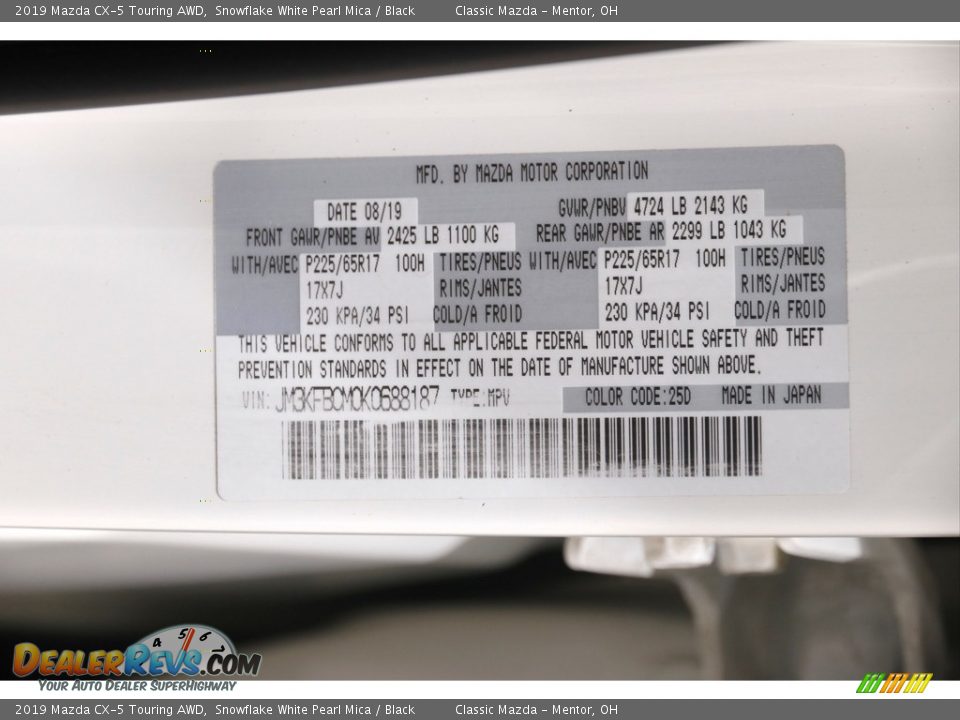 2019 Mazda CX-5 Touring AWD, Snowflake White Pearl Mica / Black Classic Mazda - Mentor, OH
MFD. BY MAZDA MOTOR CORPORATION
DATE 08/19 GVWR/PNBV 4724 LB 2143 KG
FRONT GAWR/PNBE AV 2425 LB 1100 KG REAR GAWR/PNBE AR 2299 LB 1043 KG
WITH/AVEC P225/65R17 100H TIRES/PNEUS WITH/AVEC P225/65R17 100H TIRES/PNEUS
17X7J RIMS/JANTES 17X7J RIMS/JANTES
230 KPA/34 PSI COLD/A FROID 230 KPA/34 PSI COLD/A FROID
THIS VEHICLE CONFORMS TO ALL APPLICABLE FEDERAL MOTOR VEHICLE SAFETY AND THEFT
PREVENTION STANDARDS IN EFFECT ON THE DATE OF MANUFACTURE SHOWN ABOVE.
VIN: JM3KFBCM0K0688187 TYPE:MPV COLOR CODE:25D MADE IN JAPAN
4 5 6
DEALERREVS.COM
YOUR AUTO DEALER SUPERHIGHWAY
2019 Mazda CX-5 Touring AWD, Snowflake White Pearl Mica / Black Classic Mazda - Mentor, OH